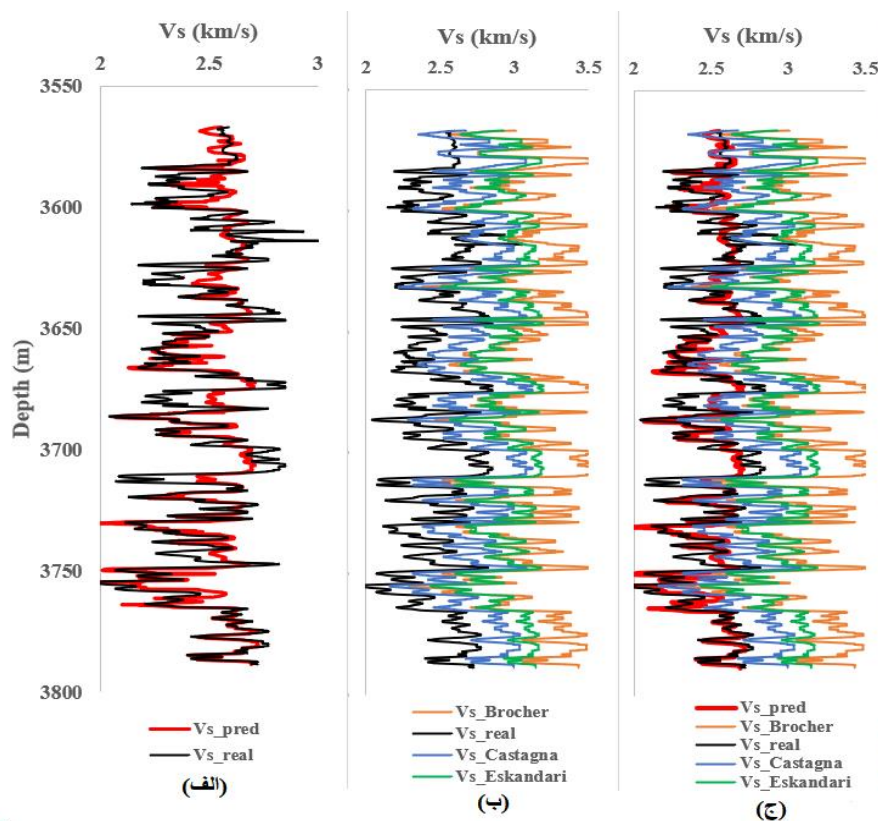 Vs (km/s)
2 2.5 3
Vs (km/s)
2 2.5 3 3.5
Vs (km/s)
2 2.5 3 3.5
3550
3600
3650
3700
3750
3800
Depth (m)
Vs_pred
Vs_real
(الف)
Vs_Brocher
Vs_real
Vs_Castagna
Vs_Eskandari
(ب)
Vs_pred
Vs_Brocher
Vs_real
Vs_Castagna
Vs_Eskandari
(ج)